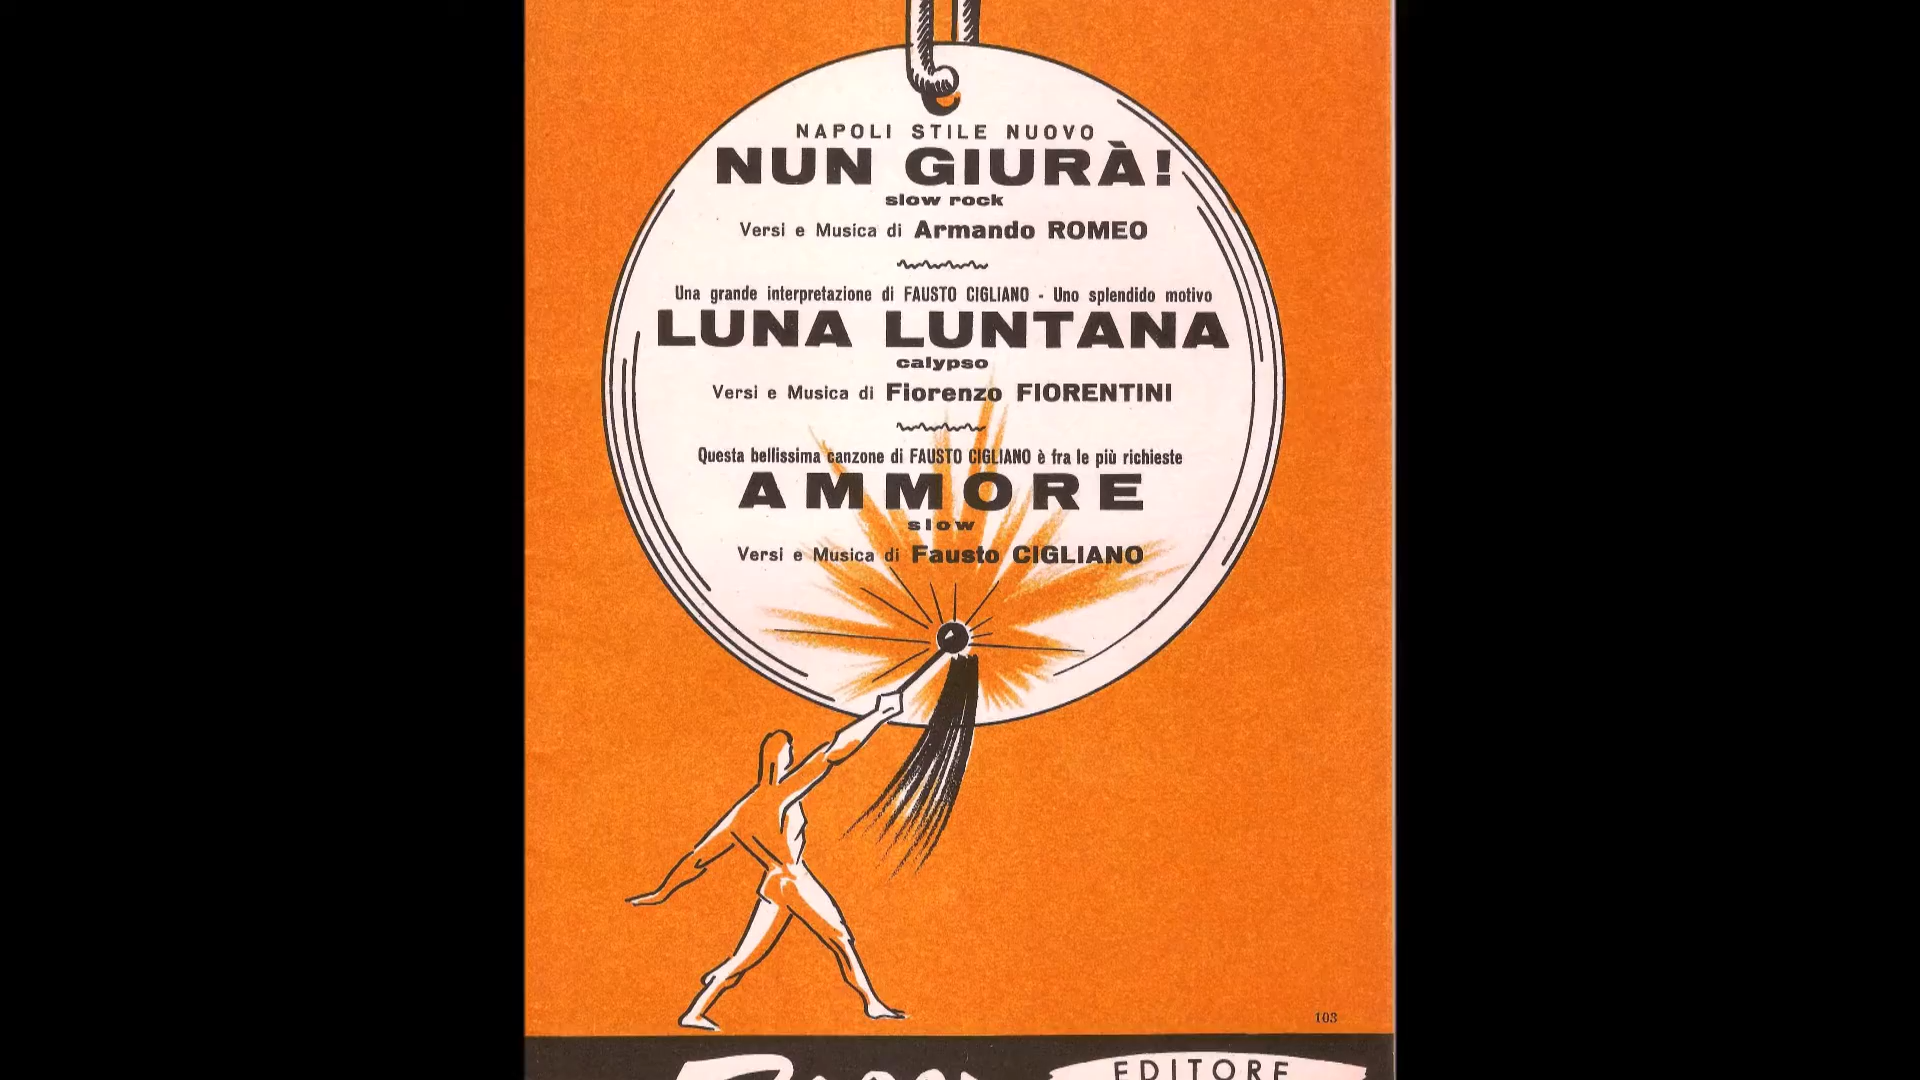 NAPOLI STILE NUOVO
NUN GIURÀ!
slow rock
Versi e Musica di Armando ROMEO
Una grande interpretazione di FAUSTO CIGLIANO - Uno splendido motivo
LUNA LUNTANA
calypso
Versi e Musica di Fiorenzo FIORENTINI
Questa bellissima canzone di FAUSTO CIGLIANO è fra le più richieste
AMMORE
slow
Versi e Musica di Fausto CIGLIANO
103
EDITORE